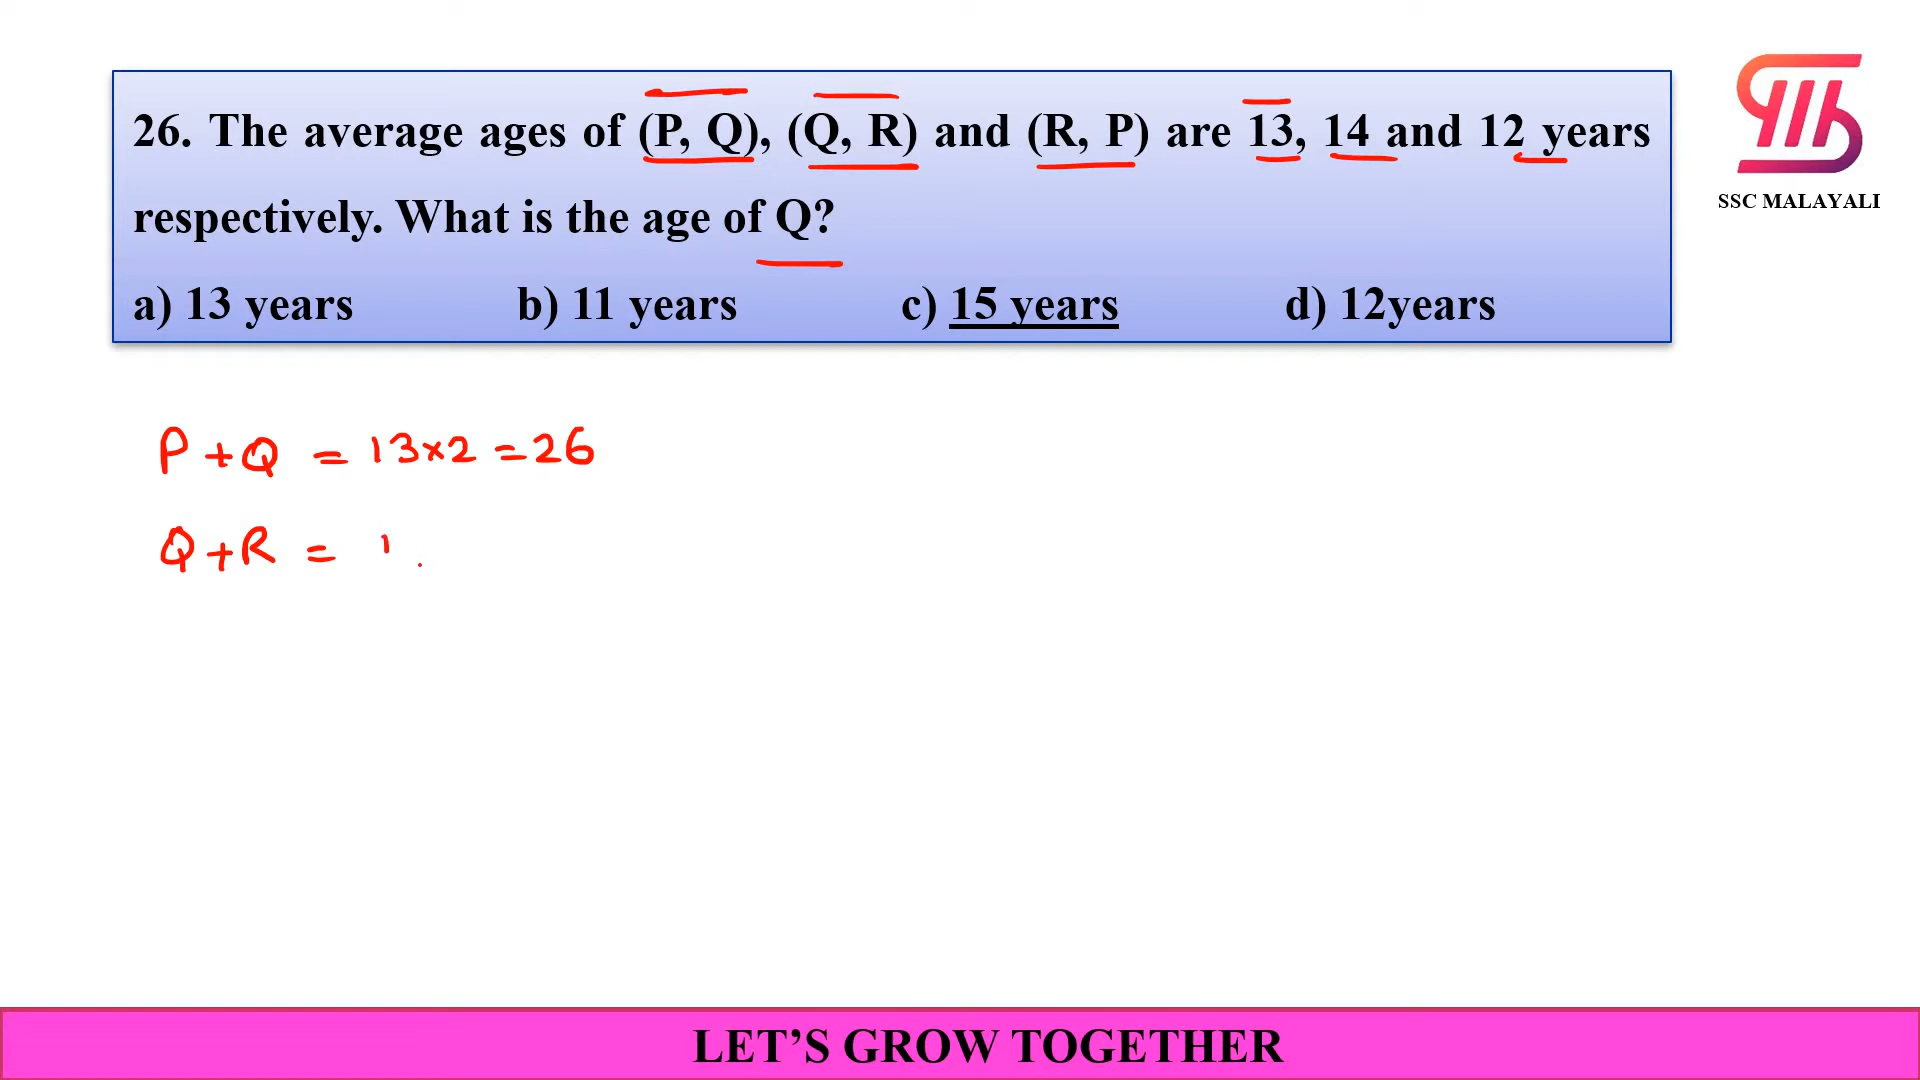 26. The average ages of (P, Q), (Q, R) and (R, P) are 13, 14 and 12 years
respectively. What is the age of Q?
a) 13 years b) 11 years c) 15 years d) 12years
SSC MALAYALI
P + Q = 13×2 = 26
Q + R = 1
LET’S GROW TOGETHER